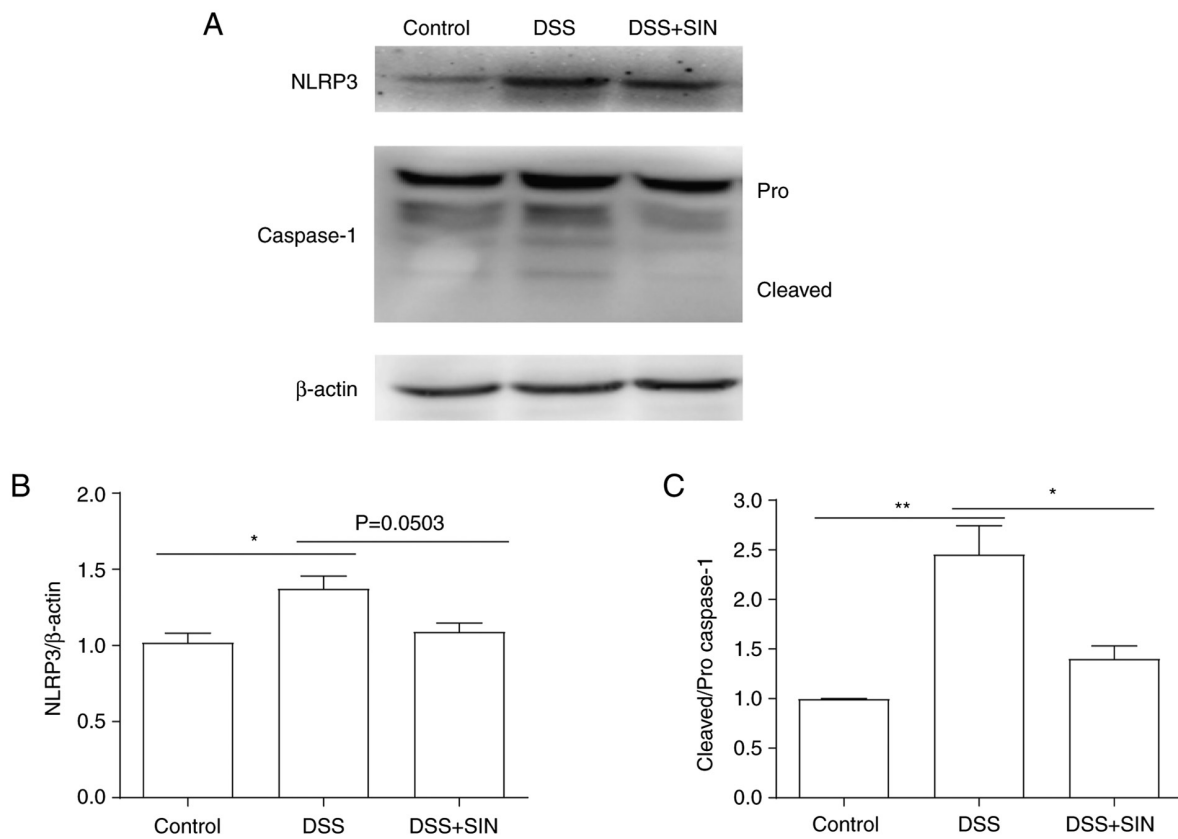 A
Control DSS DSS+SIN
NLRP3
Pro
Caspase-1
Cleaved
β-actin
B
NLRP3/β-actin
2.0
1.5
1.0
0.5
0.0
*
P=0.0503
Control DSS DSS+SIN
C
Cleaved/Pro caspase-1
3.0
2.5
2.0
1.5
1.0
0.5
0.0
**
*
Control DSS DSS+SIN